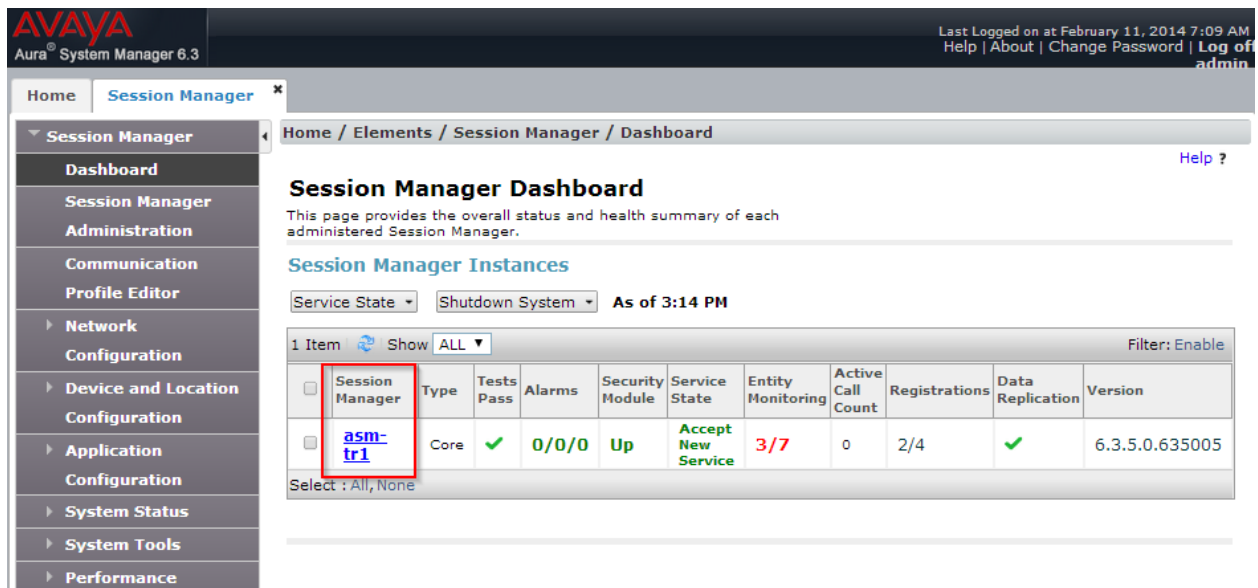 AVAYA
Aura® System Manager 6.3
Last Logged on at February 11, 2014 7:09 AM
Help | About | Change Password | Log off
admin
Home
Session Manager
Session Manager
Dashboard
Session Manager
Administration
Communication
Profile Editor
Network
Configuration
Device and Location
Configuration
Application
Configuration
System Status
System Tools
Performance
Home / Elements / Session Manager / Dashboard
Help ?
Session Manager Dashboard
This page provides the overall status and health summary of each
administered Session Manager.
Session Manager Instances
Service State Shutdown System As of 3:14 PM
1 Item Show ALL Filter: Enable
Session Manager Type Tests Pass Alarms Security Module Service State Entity Monitoring Active Call Count Registrations Data Replication Version
asm-tr1 Core 0/0/0 Up Accept New Service 3/7 0 2/4 6.3.5.0.635005
Select : All, None